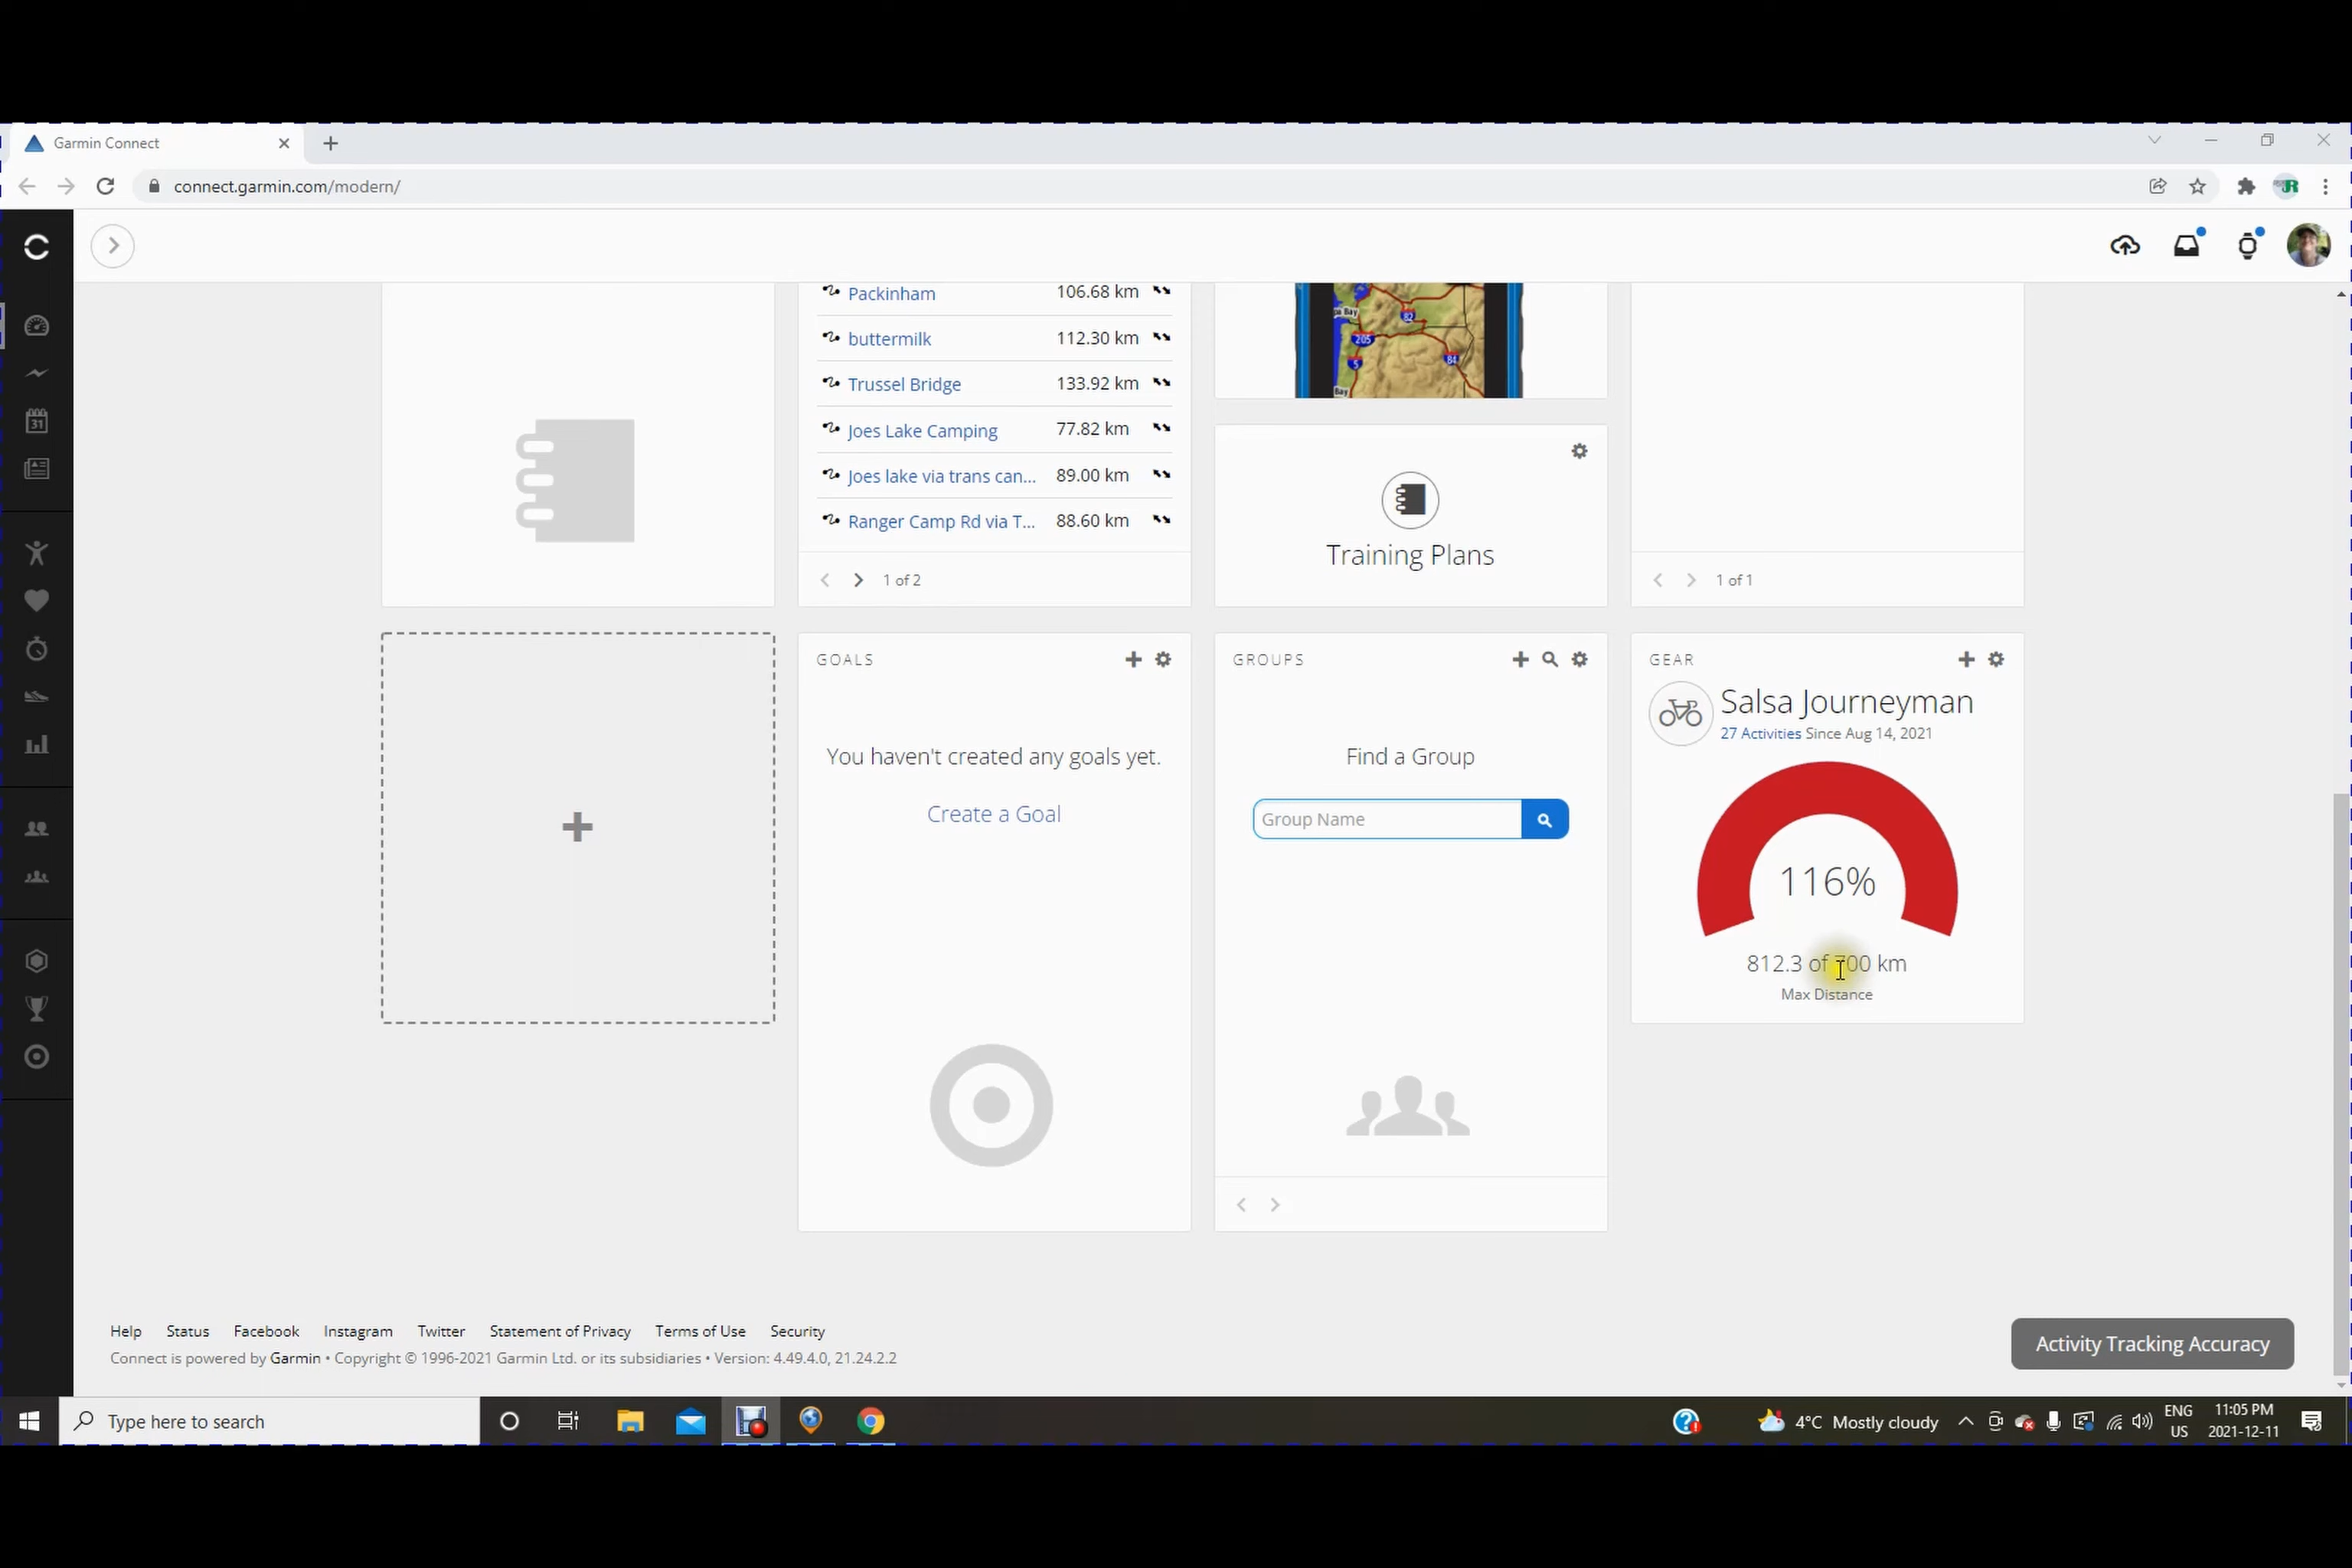 Garmin Connect
connect.garmin.com/modern/
Packinham 106.68 km
buttermilk 112.30 km
Trussel Bridge 133.92 km
Joes Lake Camping 77.82 km
Joes lake via trans can... 89.00 km
Ranger Camp Rd via T... 88.60 km
1 of 2
82
205
5
84
Training Plans
1 of 1
GOALS
You haven't created any goals yet.
Create a Goal
GROUPS
Find a Group
Group Name
GEAR
Salsa Journeyman
27 Activities Since Aug 14, 2021
116%
812.3 of 700 km
Max Distance
31
Help Status Facebook Instagram Twitter Statement of Privacy Terms of Use Security
Connect is powered by Garmin • Copyright © 1996-2021 Garmin Ltd. or its subsidiaries • Version: 4.49.4.0, 21.24.2.2
Activity Tracking Accuracy
Type here to search
4°C Mostly cloudy
ENG
US
11:05 PM
2021-12-11